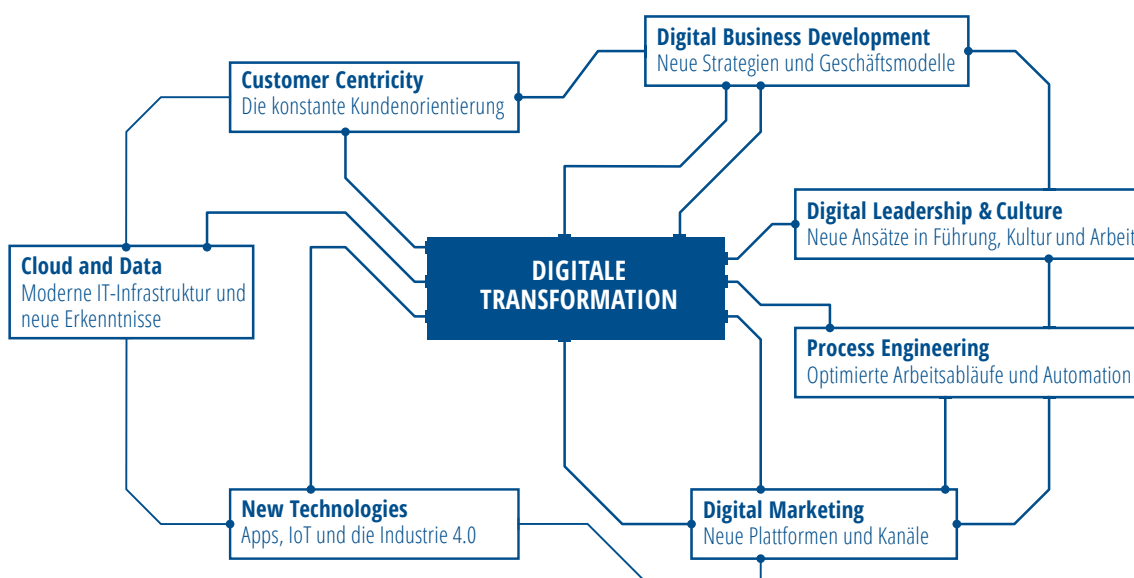 Digital Business Development
Neue Strategien und Geschäftsmodelle
Customer Centricity
Die konstante Kundenorientierung
Digital Leadership & Culture
Neue Ansätze in Führung, Kultur und Arbeit
Cloud and Data
Moderne IT-Infrastruktur und
neue Erkenntnisse
DIGITALE
TRANSFORMATION
Process Engineering
Optimierte Arbeitsabläufe und Automation
New Technologies
Apps, IoT und die Industrie 4.0
Digital Marketing
Neue Plattformen und Kanäle